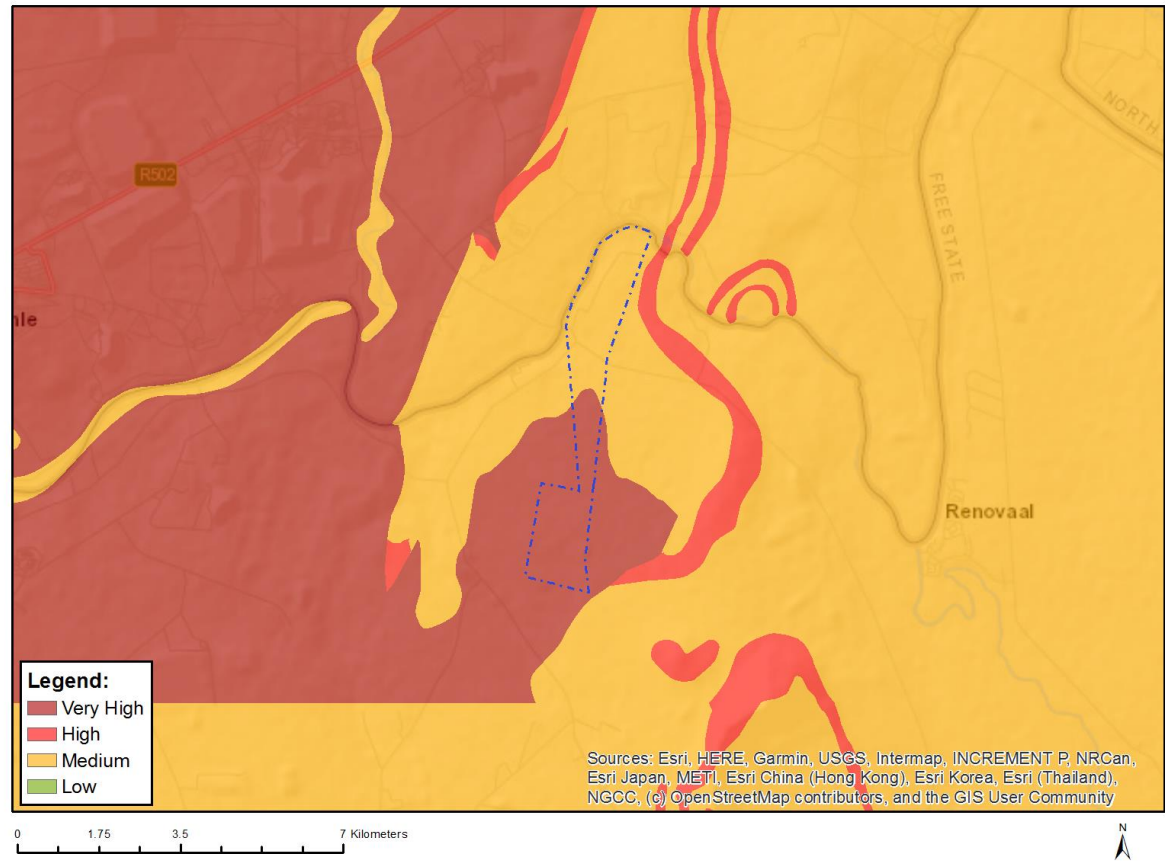 R502
NORTH
FREE STATE
nle
Renovaal
Legend:
Very High
High
Medium
Low
Sources: Esri, HERE, Garmin, USGS, Intermap, INCREMENT P, NRCan,
Esri Japan, METI, Esri China (Hong Kong), Esri Korea, Esri (Thailand),
NGCC, (c) OpenStreetMap contributors, and the GIS User Community
0 1.75 3.5 7 Kilometers
N